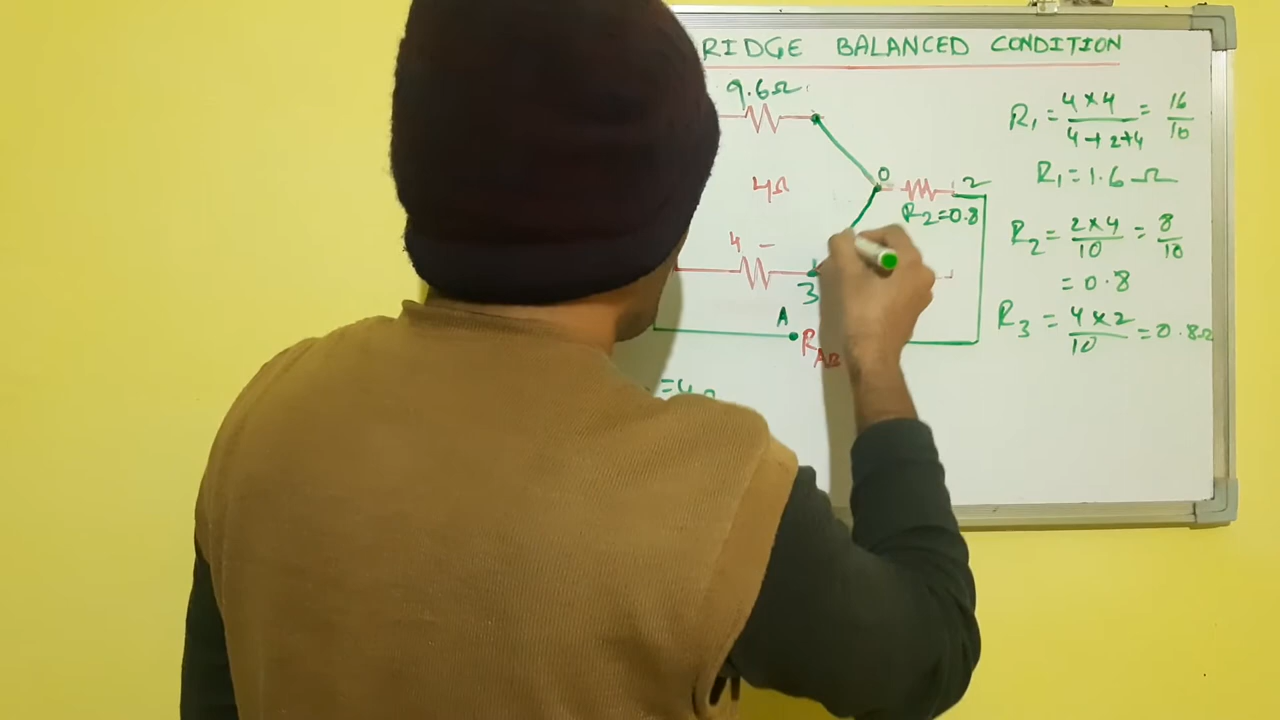 RIDGE BALANCED CONDITION
9.6Ω
4Ω
0
2
R2=0.8
4
3
A
RAB
=4Ω
R1 = 4×4/4+2+4 = 16/10
R1=1.6 Ω
R2 = 2×4/10 = 8/10
= 0.8
R3 = 4×2/10 = 0.8Ω